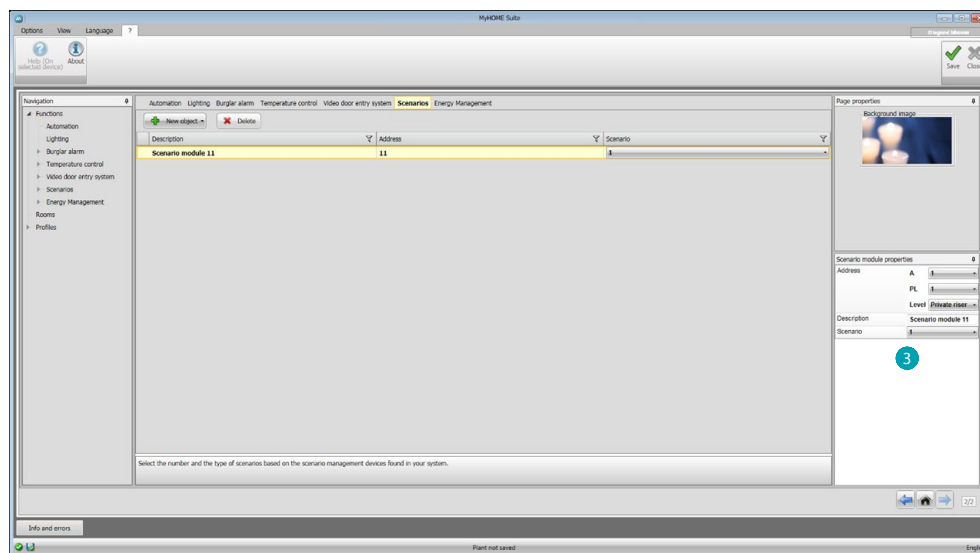 MyHOME Suite
Options View Language ?
Help (On
selected device)
About
Save Close
Navigation
Functions
Automation
Lighting
Burglar alarm
Temperature control
Video door entry system
Scenarios
Energy Management
Rooms
Profiles
Automation Lighting Burglar alarm Temperature control Video door entry system Scenarios Energy Management
New object Delete
Description Address Scenario
Scenario module 11 11 1
Select the number and the type of scenarios based on the scenario management devices found in your system.
Page properties
Background image
Scenario module properties
Address A 1
PL 1
Level Private riser
Description Scenario module 11
Scenario 1
3
2/2
Info and errors
Plant not saved
Engli